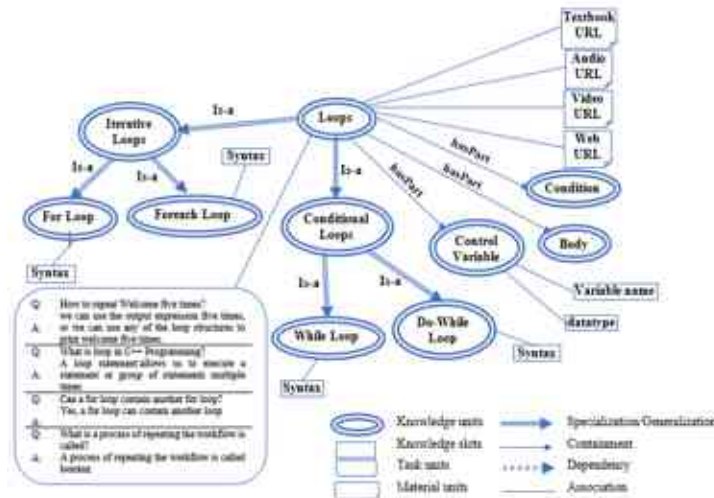 Textbook
URL
Audio
URL
Video
URL
Web
URL
Is-a
Loops
Iterative
Loops
Is-a
Is-a
Syntax
Is-a
hasPart
hasPart
hasPart
Condition
For Loop
Foreach Loop
Conditional
Loops
Control
Variable
Body
Syntax
Is-a
Is-a
Variable name
datatype
While Loop
Do-While
Loop
Syntax
Syntax
Q: How to repeat Welcome five times?
we can use the output expression five times,
A: or we can use any of the loop structures to
print welcome five times.
Q: What is loop in C++ Programming?
A loop statement allows us to execute a
A: statement or group of statements multiple
times
Q: Can a for loop contain another for loop?
Yes, a for loop can contain another loop
A:
Q: What is a process of repeating the workflow is
called?
A: A process of repeating the workflow is called
Knowledge units
Specialization/Generalization
Knowledge slots
Containment
Task units
Dependency
Material units
Association